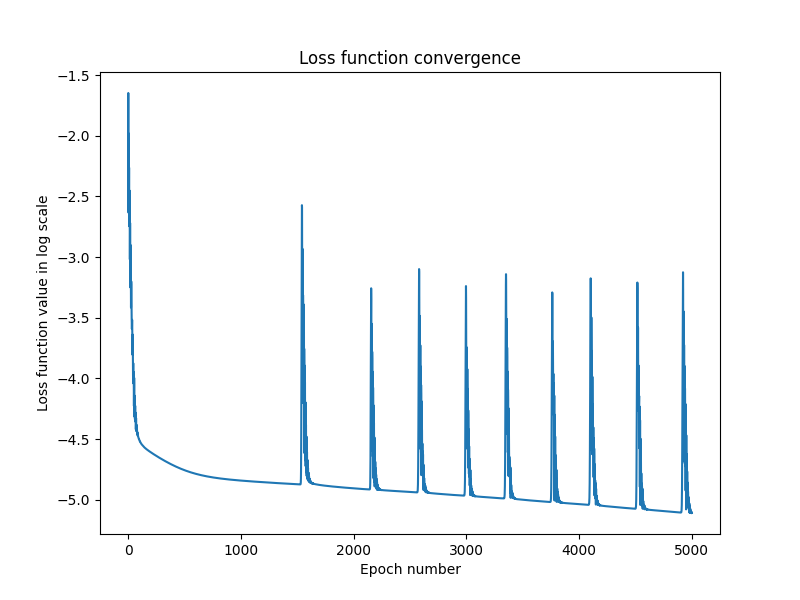 Loss function convergence
−1.5
−2.0
−2.5
−3.0
−3.5
−4.0
−4.5
−5.0
Loss function value in log scale
0 1000 2000 3000 4000 5000
Epoch number